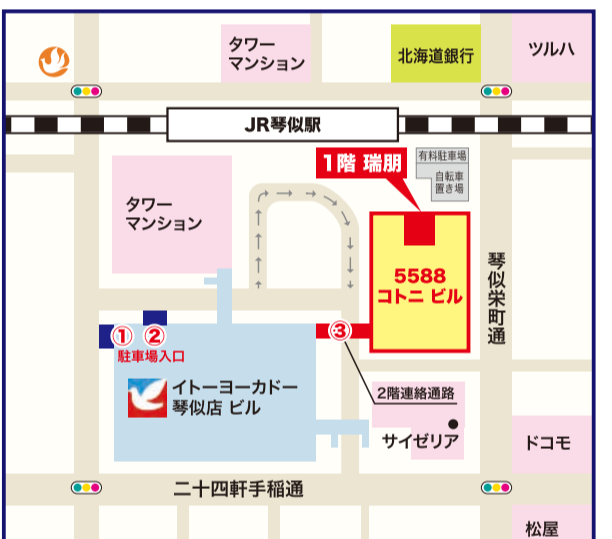 タワー
マンション
北海道銀行
ツルハ
JR琴似駅
1階 瑞朋
有料駐車場
自転車
置き場
タワー
マンション
5588
コトニ ビル
琴似栄町通
①
②
③
駐車場入口
イトーヨーカドー
琴似店 ビル
2階連絡通路
サイゼリア
ドコモ
二十四軒手稲通
松屋